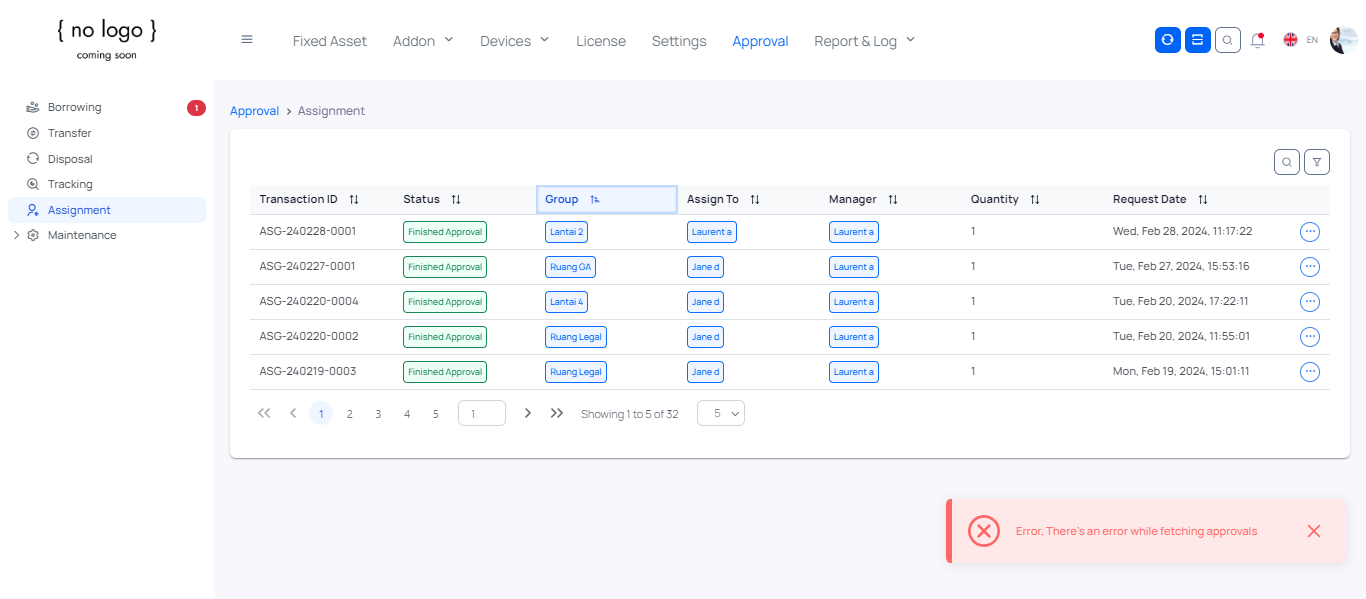 { no logo }
coming soon
Fixed Asset Addon Devices License Settings Approval Report & Log EN
Borrowing 1
Transfer
Disposal
Tracking
Assignment
Maintenance
Approval > Assignment
Transaction ID Status Group Assign To Manager Quantity Request Date
ASG-240228-0001 Finished Approval Lantai 2 Laurent a Laurent a 1 Wed, Feb 28, 2024, 11:17:22
ASG-240227-0001 Finished Approval Ruang GA Jane d Laurent a 1 Tue, Feb 27, 2024, 15:53:16
ASG-240220-0004 Finished Approval Lantai 4 Jane d Laurent a 1 Tue, Feb 20, 2024, 17:22:11
ASG-240220-0002 Finished Approval Ruang Legal Jane d Laurent a 1 Tue, Feb 20, 2024, 11:55:01
ASG-240219-0003 Finished Approval Ruang Legal Jane d Laurent a 1 Mon, Feb 19, 2024, 15:01:11
1 2 3 4 5 1 Showing 1 to 5 of 32 5
Error, There's an error while fetching approvals